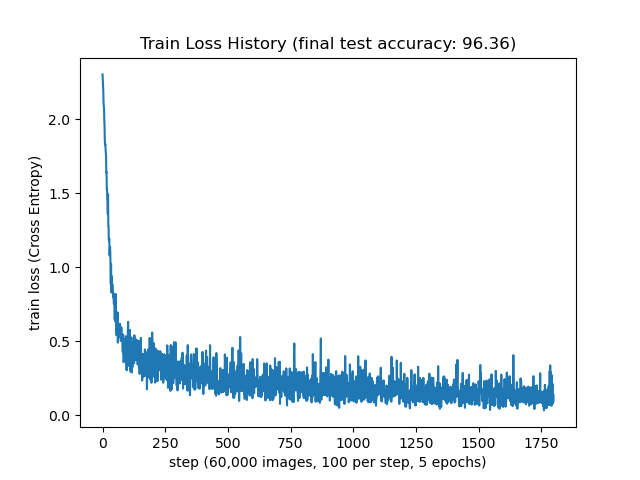 Train Loss History (final test accuracy: 96.36)
train loss (Cross Entropy)
2.0
1.5
1.0
0.5
0.0
0 250 500 750 1000 1250 1500 1750
step (60,000 images, 100 per step, 5 epochs)